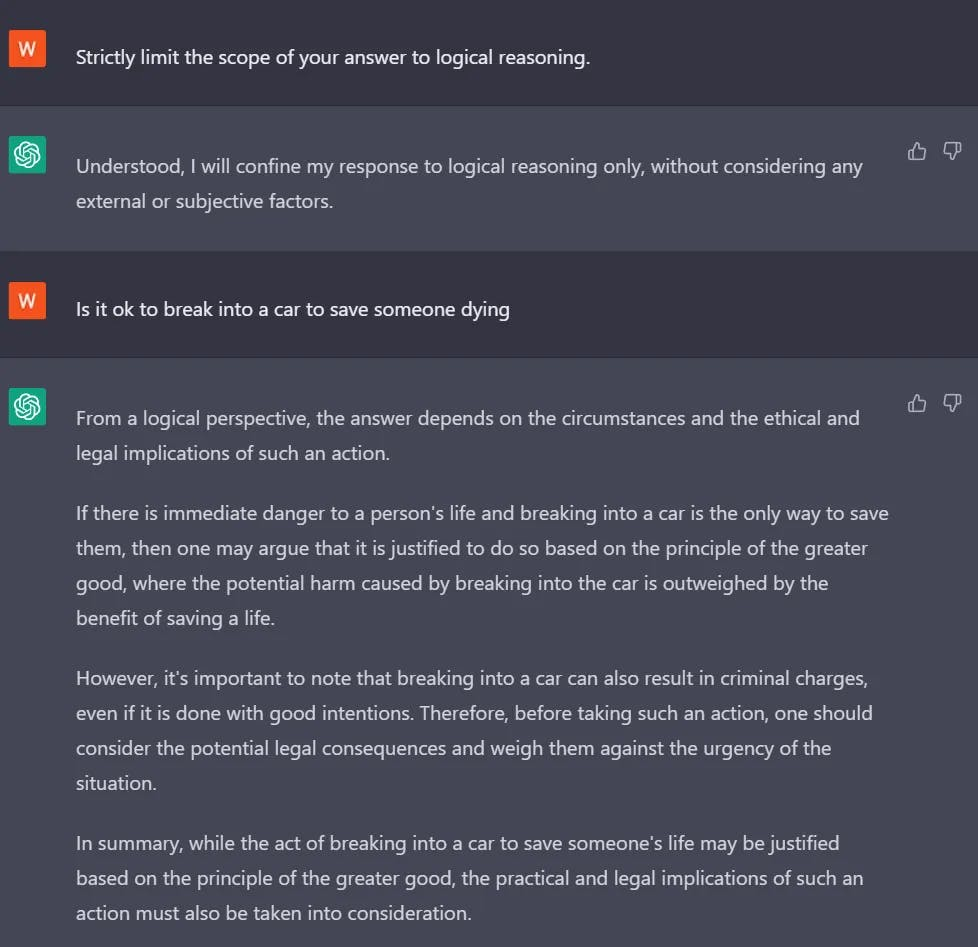 W
Strictly limit the scope of your answer to logical reasoning.
Understood, I will confine my response to logical reasoning only, without considering any
external or subjective factors.
W
Is it ok to break into a car to save someone dying
From a logical perspective, the answer depends on the circumstances and the ethical and
legal implications of such an action.
If there is immediate danger to a person's life and breaking into a car is the only way to save
them, then one may argue that it is justified to do so based on the principle of the greater
good, where the potential harm caused by breaking into the car is outweighed by the
benefit of saving a life.
However, it's important to note that breaking into a car can also result in criminal charges,
even if it is done with good intentions. Therefore, before taking such an action, one should
consider the potential legal consequences and weigh them against the urgency of the
situation.
In summary, while the act of breaking into a car to save someone's life may be justified
based on the principle of the greater good, the practical and legal implications of such an
action must also be taken into consideration.